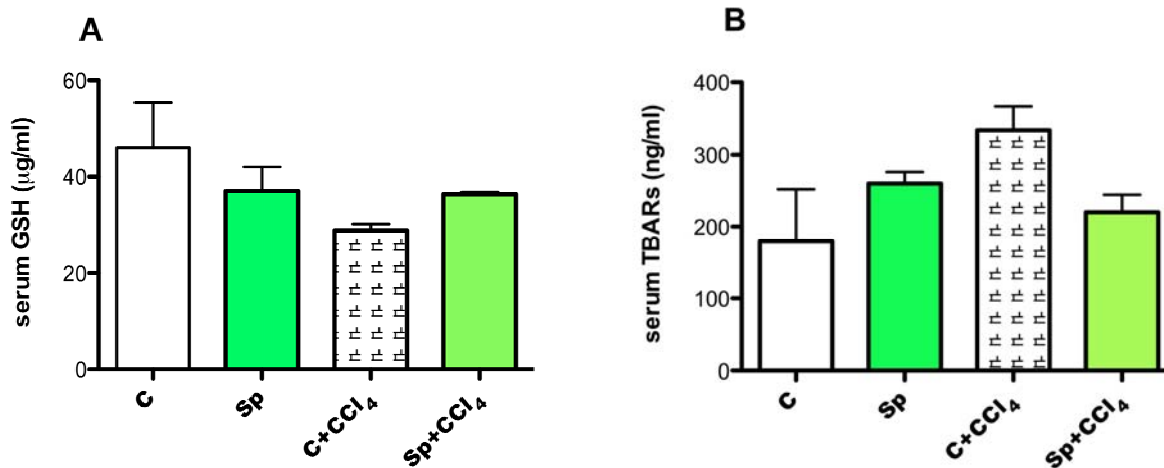 A
serum GSH (µg/ml)
60
40
20
0
C
Sp
C+CCl₄
Sp+CCl₄
B
serum TBARs (ng/ml)
400
300
200
100
0
C
Sp
C+CCl₄
Sp+CCl₄